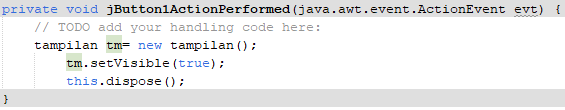 private void jButton1ActionPerformed(java.awt.event.ActionEvent evt) {
// TODO add your handling code here:
tampilan tm= new tampilan();
tm.setVisible(true);
this.dispose();
}